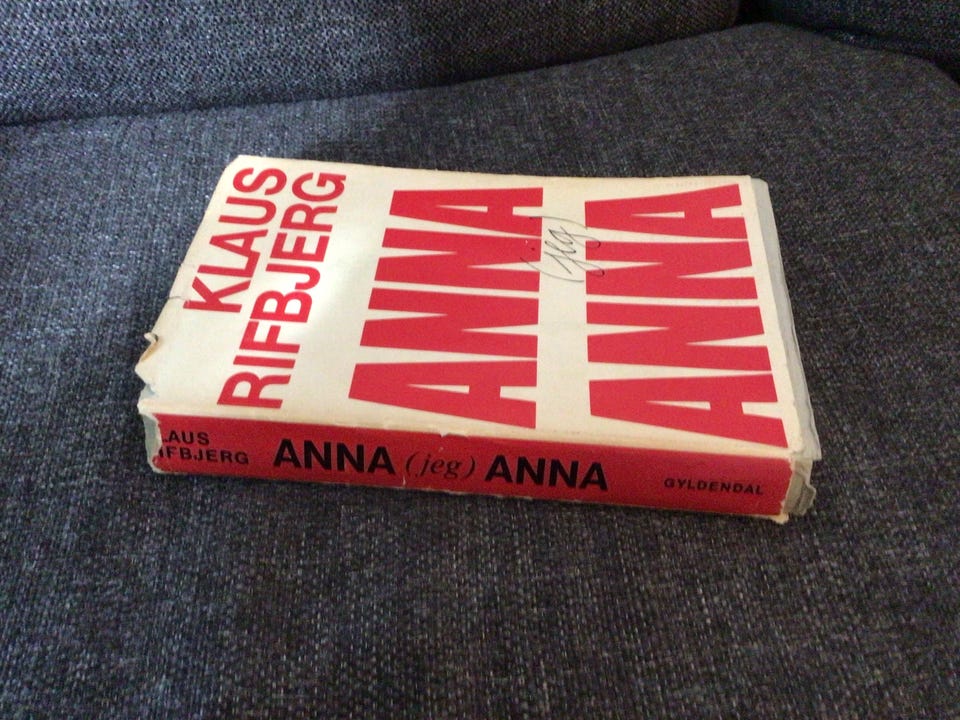 KLAUS
RIFBJERG
ANNA
(jeg)
ANNA
LAUS
IFBJERG
ANNA (jeg) ANNA
GYLDENDAL